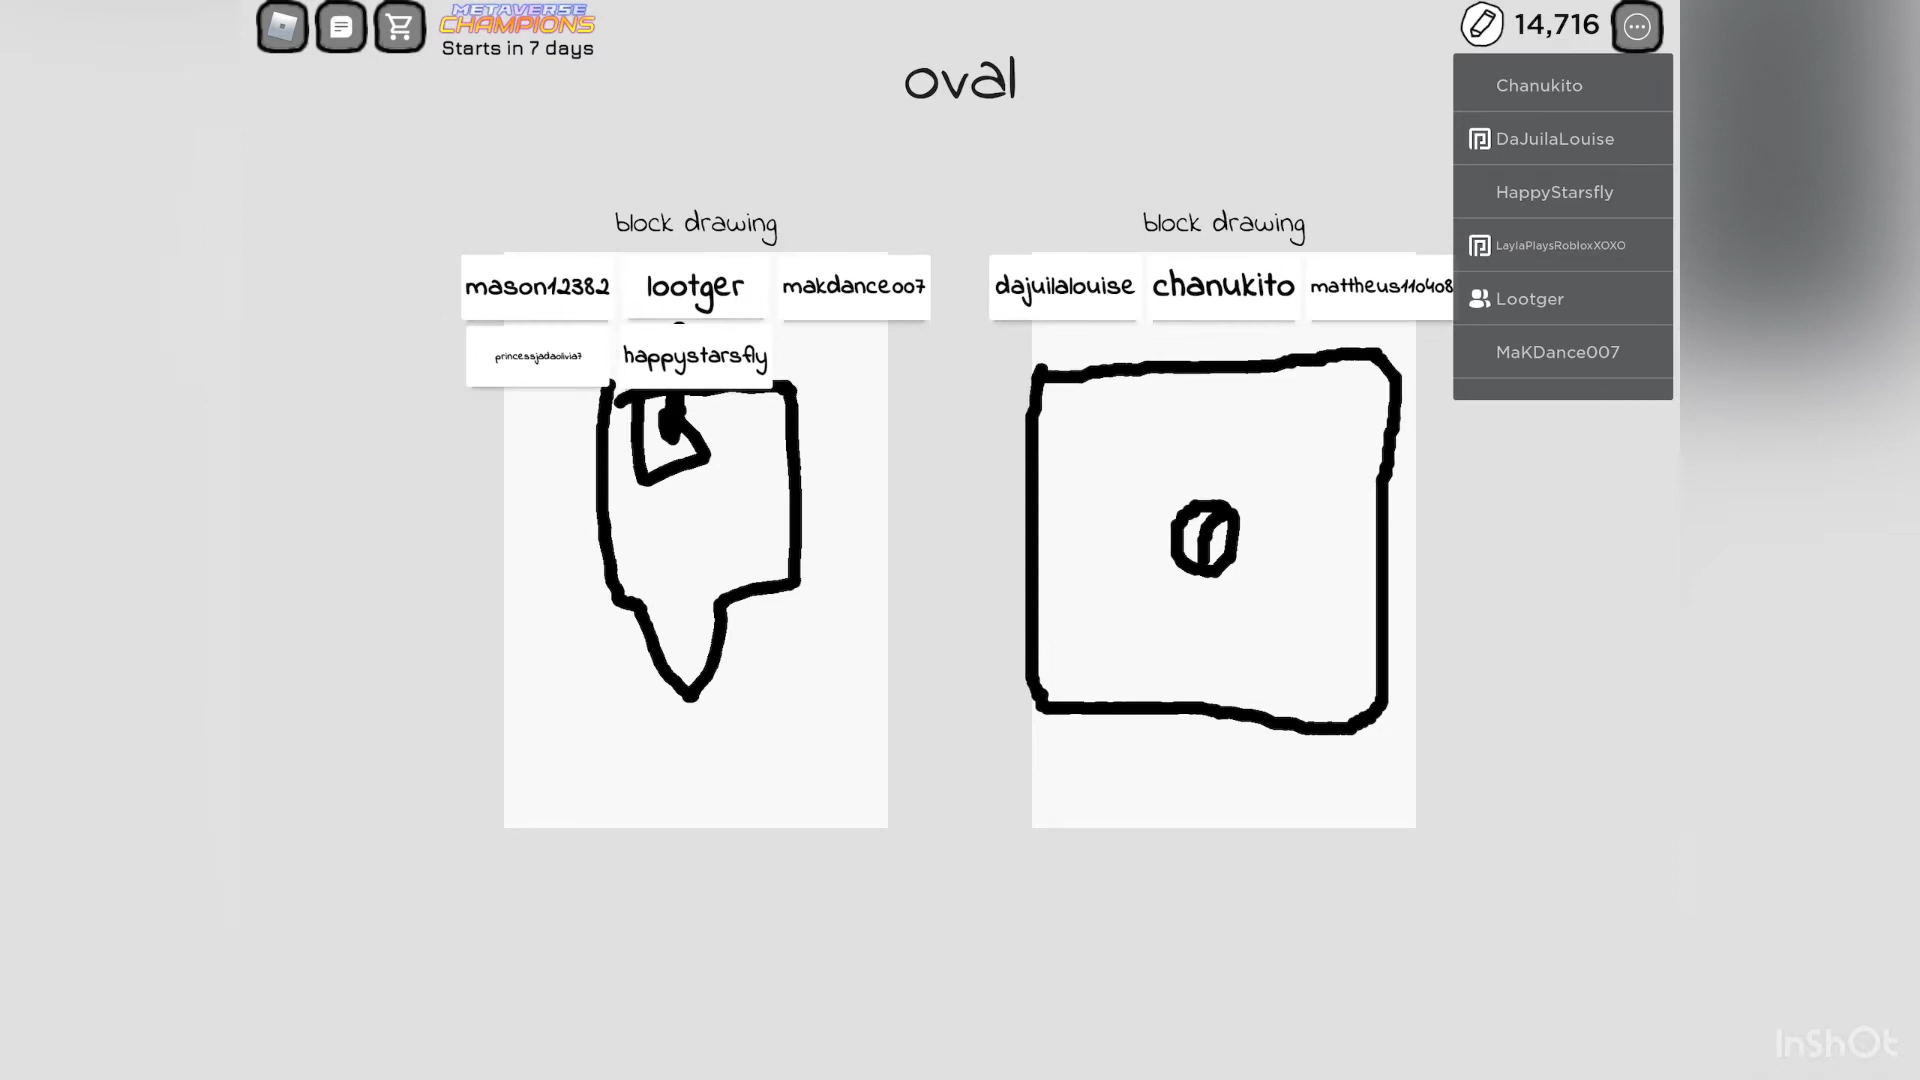 METAVERSE
CHAMPIONS
Starts in 7 days
14,716
oval
Chanukito
DaJuilaLouise
HappyStarsfly
LaylaPlaysRobloxXOXO
Lootger
MaKDance007
block drawing
mason12382 lootger makdance007
princessjadaolivia7 happystarsfly
block drawing
dajuilalouise chanukito mattheus110408
InShOt